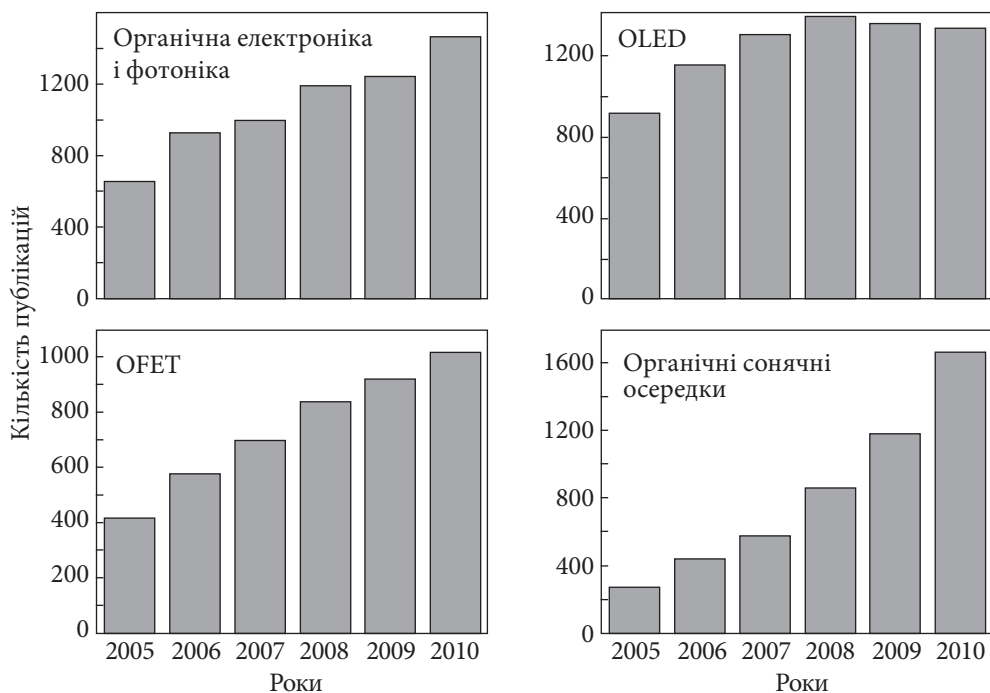 Кількість публікацій
Органічна електроніка
і фотоніка
1200
800
400
0
OLED
1200
800
400
0
OFET
1000
800
600
400
200
0
2005 2006 2007 2008 2009 2010
Роки
Органічні сонячні
осередки
1600
1200
800
400
0
2005 2006 2007 2008 2009 2010
Роки